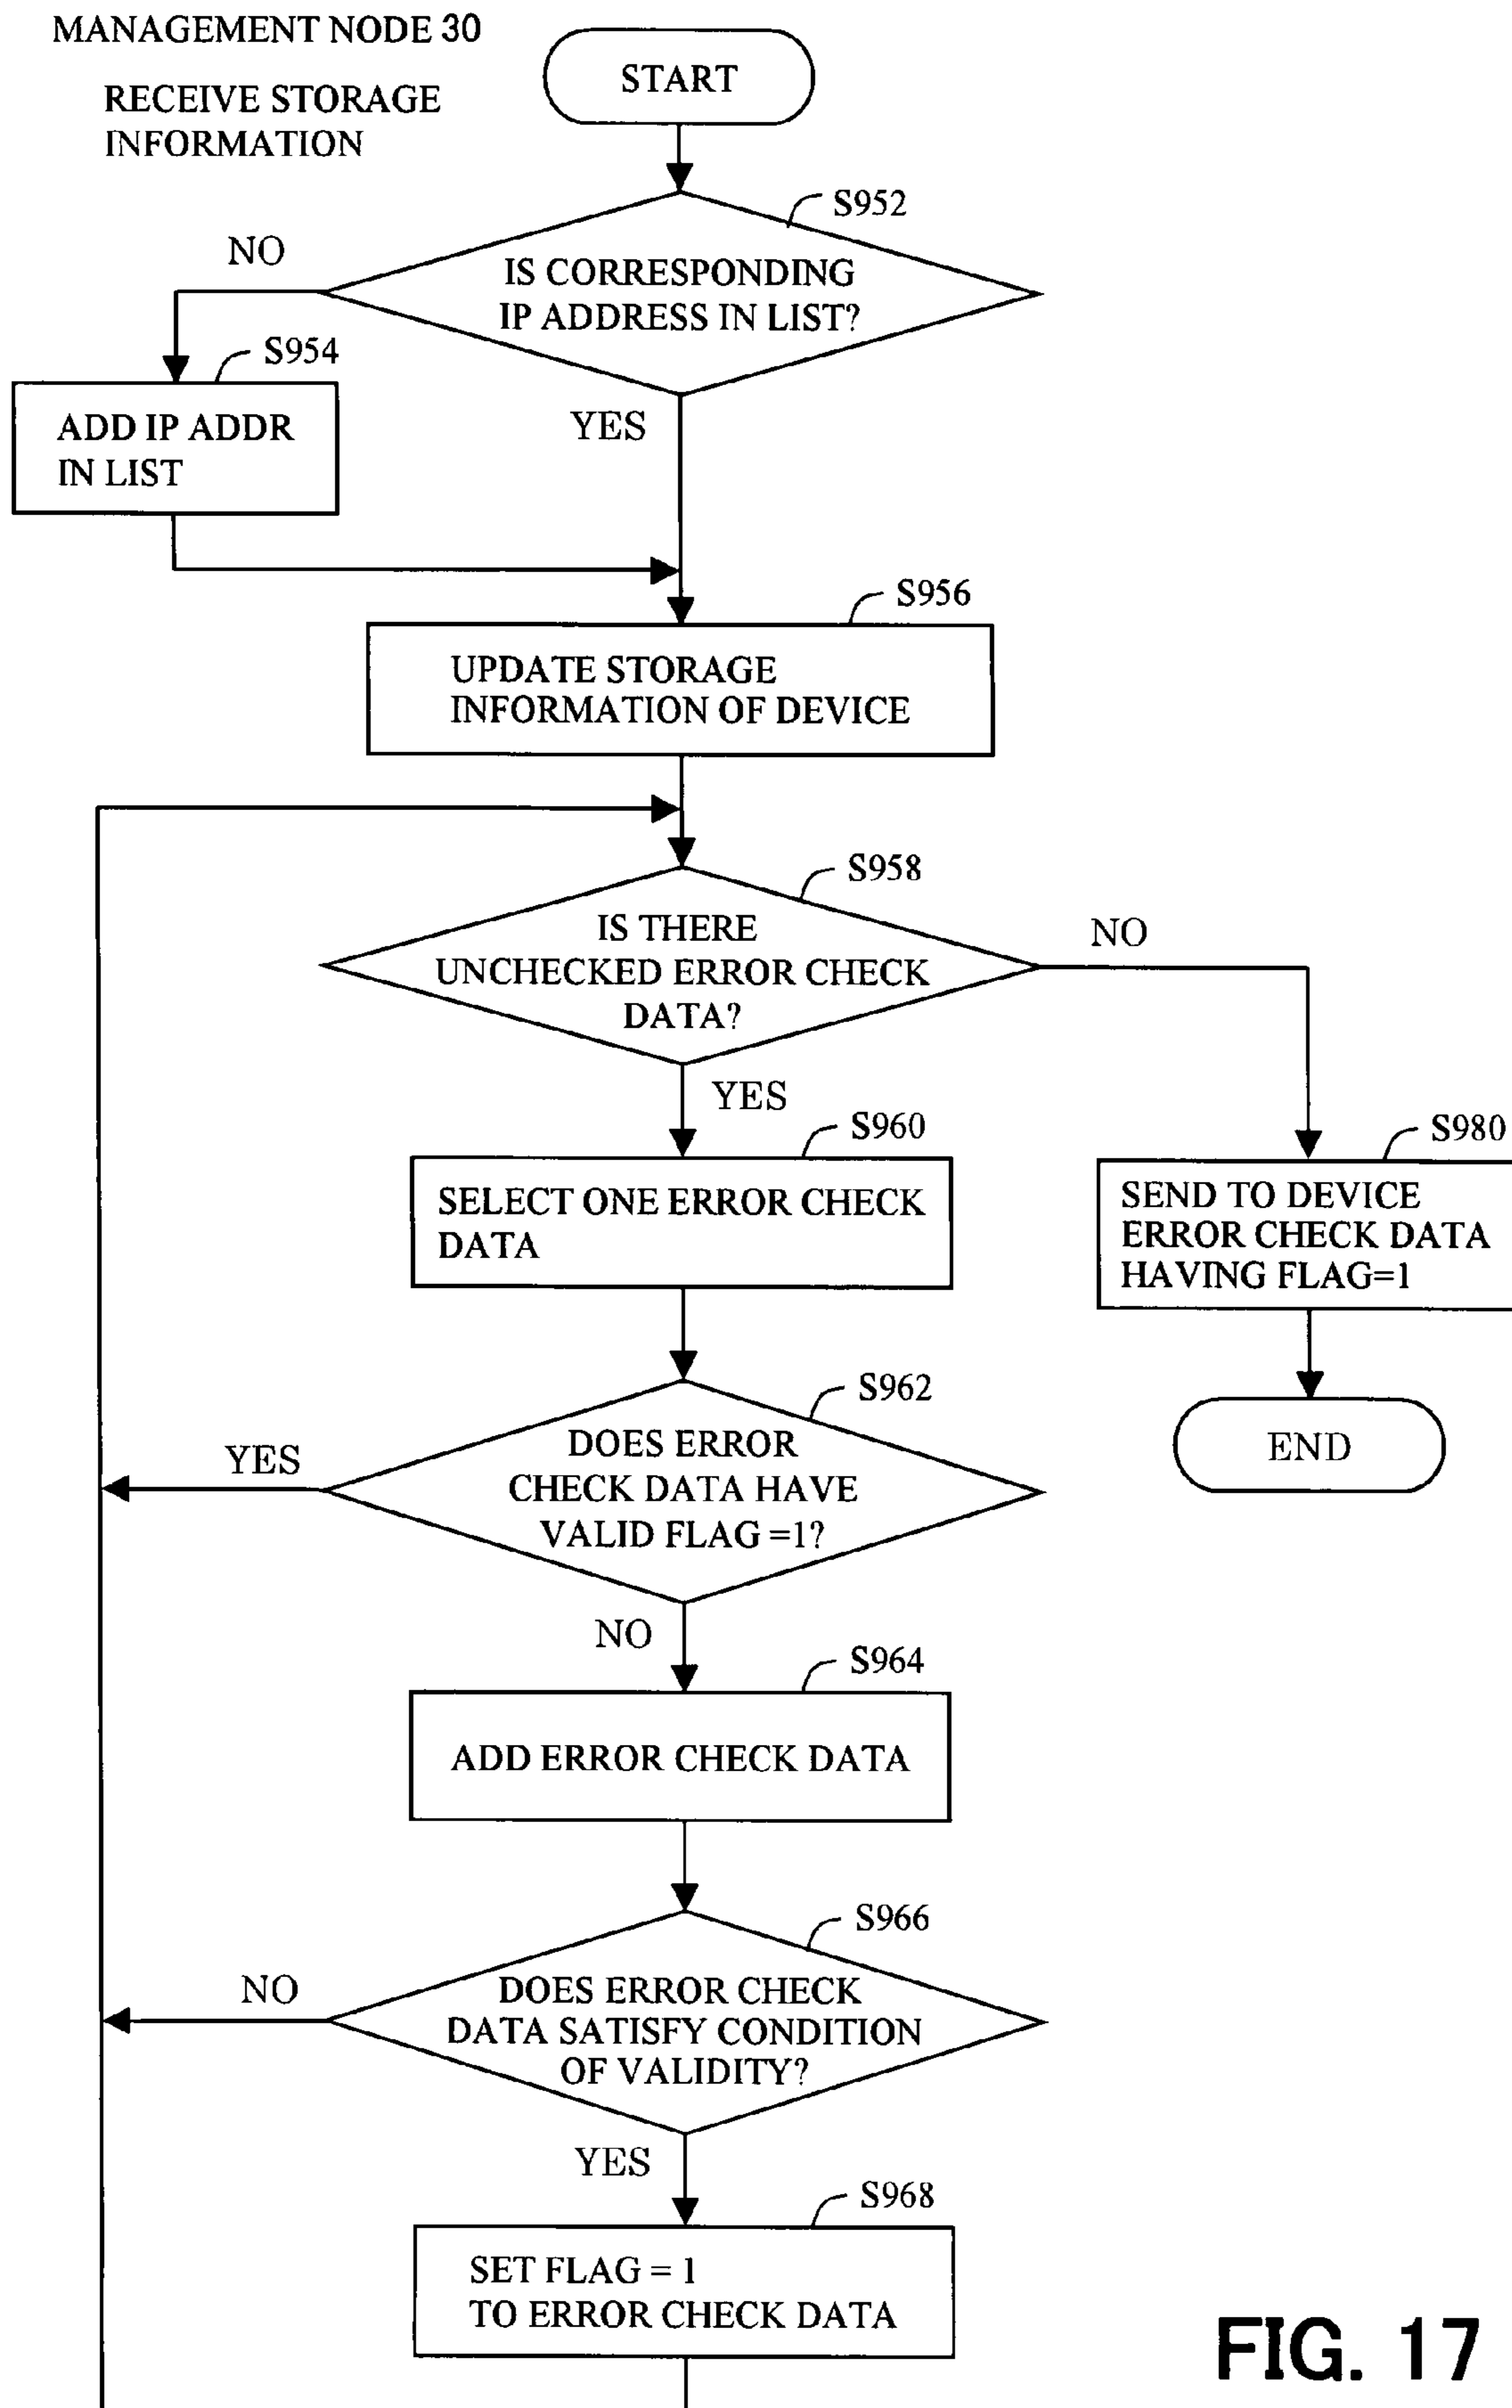 MANAGEMENT NODE 30
RECEIVE STORAGE
INFORMATION
START
S952
NO
IS CORRESPONDING
IP ADDRESS IN LIST?
S954
ADD IP ADDR
IN LIST
YES
S956
UPDATE STORAGE
INFORMATION OF DEVICE
S958
IS THERE
UNCHECKED ERROR CHECK
DATA?
NO
YES
S960
SELECT ONE ERROR CHECK
DATA
S980
SEND TO DEVICE
ERROR CHECK DATA
HAVING FLAG=1
END
S962
YES
DOES ERROR
CHECK DATA HAVE
VALID FLAG =1?
NO
S964
ADD ERROR CHECK DATA
S966
NO
DOES ERROR CHECK
DATA SATISFY CONDITION
OF VALIDITY?
YES
S968
SET FLAG = 1
TO ERROR CHECK DATA
FIG. 17